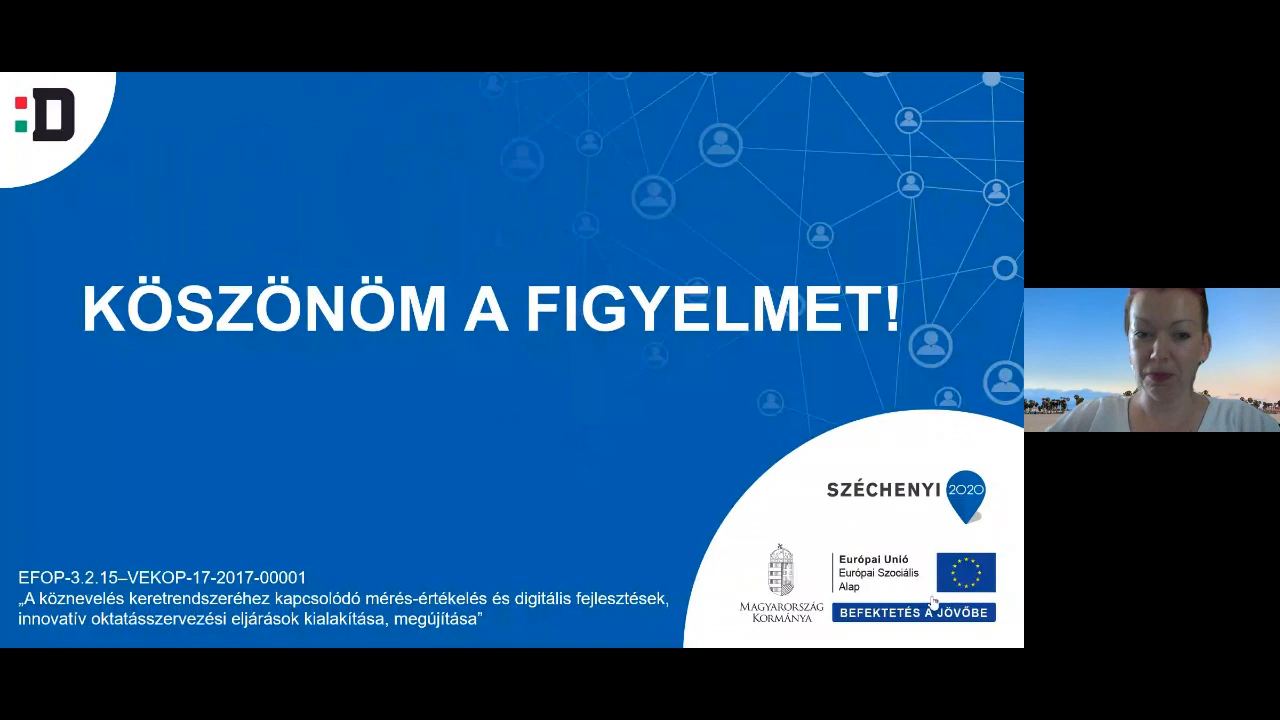 :D
KÖSZÖNÖM A FIGYELMET!
SZÉCHENYI 2020
EFOP-3.2.15–VEKOP-17-2017-00001
„A köznevelés keretrendszeréhez kapcsolódó mérés-értékelés és digitális fejlesztések,
innovatív oktatásszervezési eljárások kialakítása, megújítása”
MAGYARORSZÁG
KORMÁNYA
Európai Unió
Európai Szociális
Alap
BEFEKTETÉS A JÖVŐBE